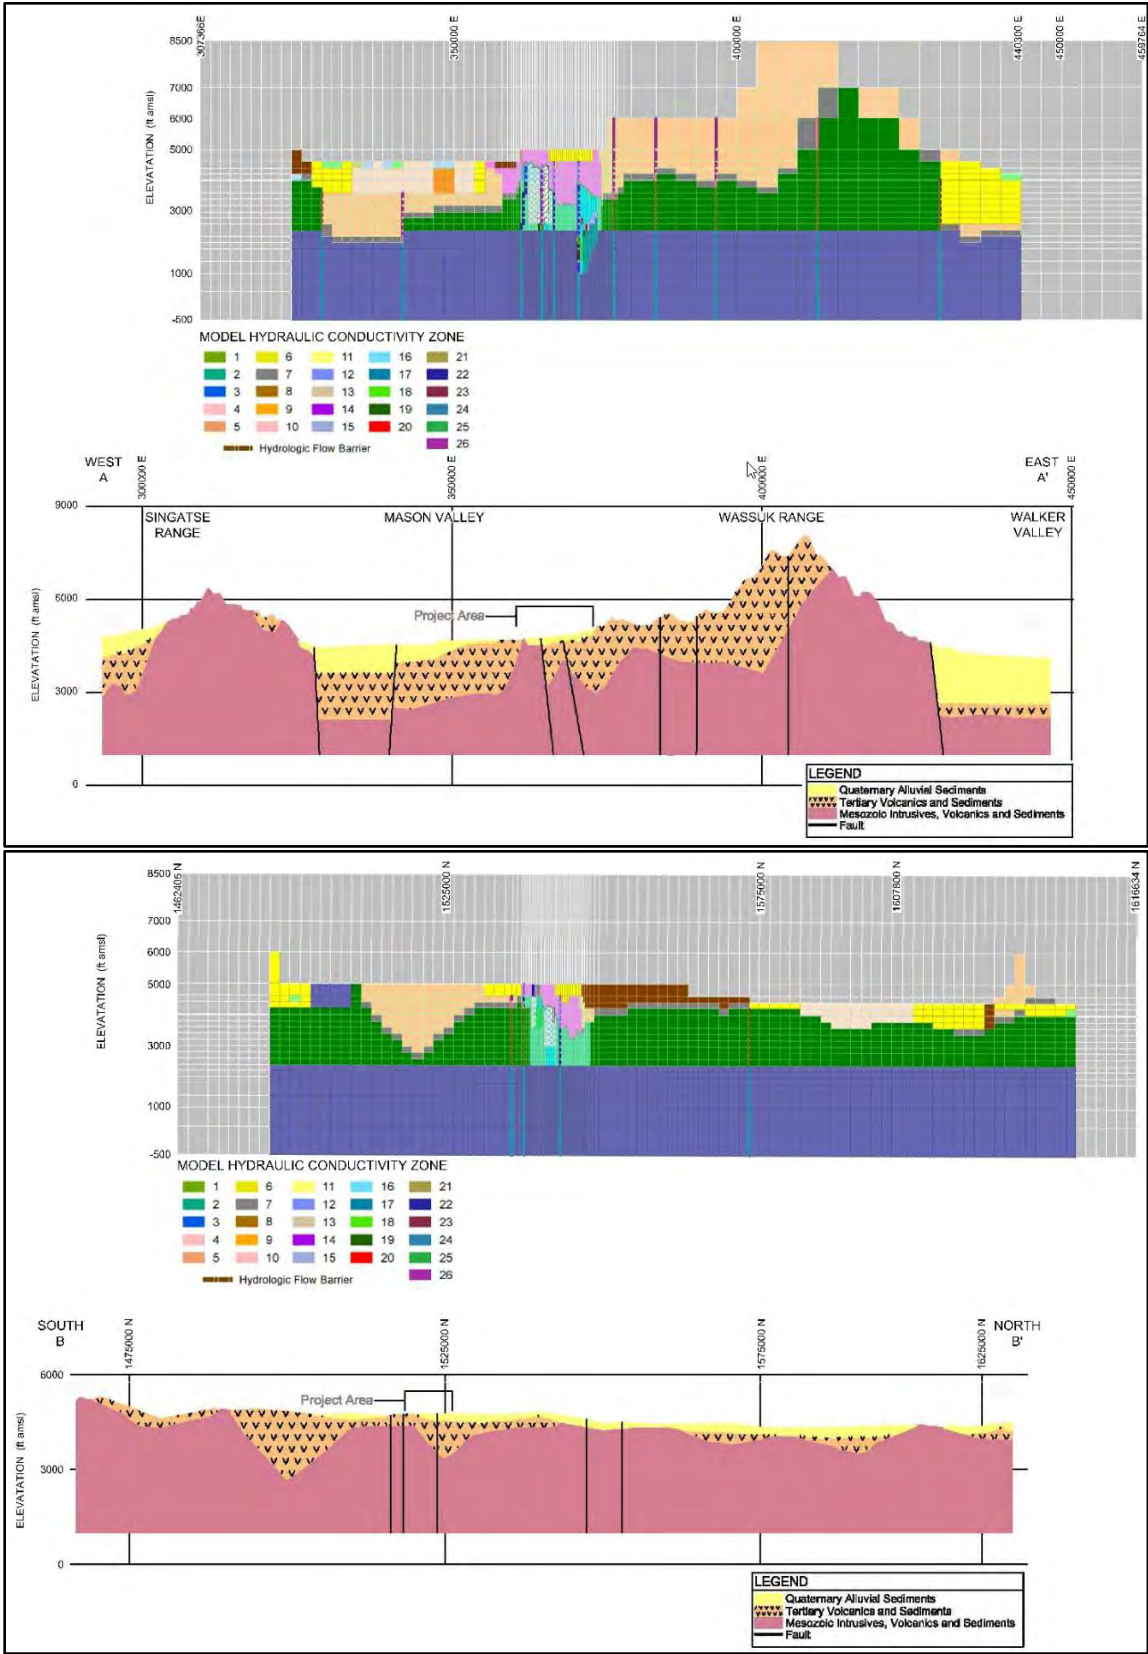 307366E
350000 E
400000 E
440300 E
450000 E
459764 E
8500
7000
6000
5000
3000
1000
-500
ELEVATATION (ft amsl)
MODEL HYDRAULIC CONDUCTIVITY ZONE
1 6 11 16 21
2 7 12 17 22
3 8 13 18 23
4 9 14 19 24
5 10 15 20 25
26
Hydrologic Flow Barrier
WEST
A
300000 E
350000 E
400000 E
EAST
A'
450000 E
9000
6000
3000
0
ELEVATATION (ft amsl)
SINGATSE
RANGE
MASON VALLEY
WASSUK RANGE
WALKER
VALLEY
Project Area
LEGEND
Quaternary Alluvial Sediments
Tertiary Volcanics and Sediments
Mesozoic Intrusives, Volcanics and Sediments
Fault
1462405 N
1525000 N
1575000 N
1607800 N
1616634 N
8500
7000
6000
5000
3000
1000
-500
ELEVATATION (ft amsl)
MODEL HYDRAULIC CONDUCTIVITY ZONE
1 6 11 16 21
2 7 12 17 22
3 8 13 18 23
4 9 14 19 24
5 10 15 20 25
26
Hydrologic Flow Barrier
SOUTH
B
1475000 N
1525000 N
1575000 N
1625000 N
NORTH
B'
6000
3000
0
ELEVATATION (ft amsl)
Project Area
LEGEND
Quaternary Alluvial Sediments
Tertiary Volcanics and Sediments
Mesozoic Intrusives, Volcanics and Sediments
Fault